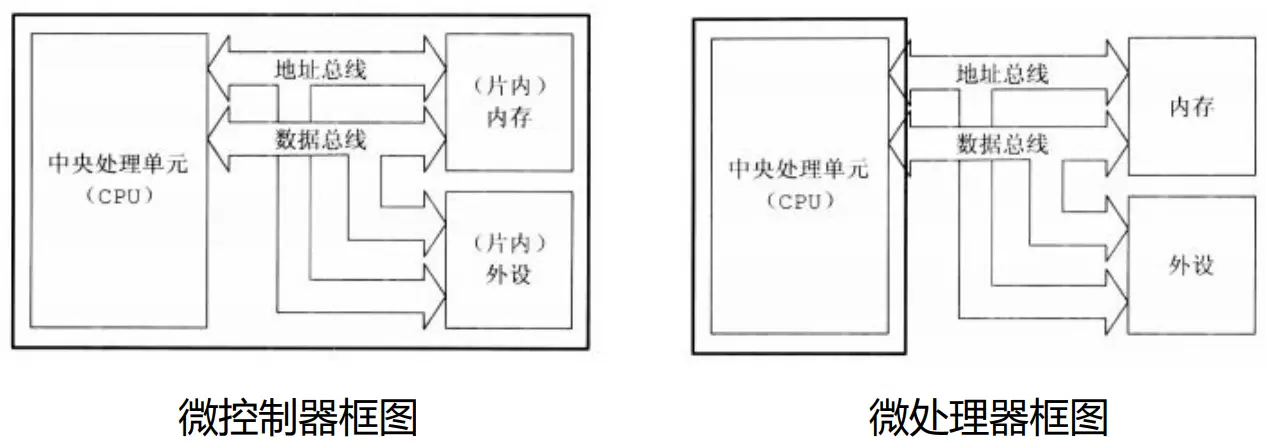 中央处理单元
（CPU）
地址总线
数据总线
（片内）
内存
（片内）
外设
微控制器框图
中央处理单元
（CPU）
地址总线
数据总线
内存
外设
微处理器框图